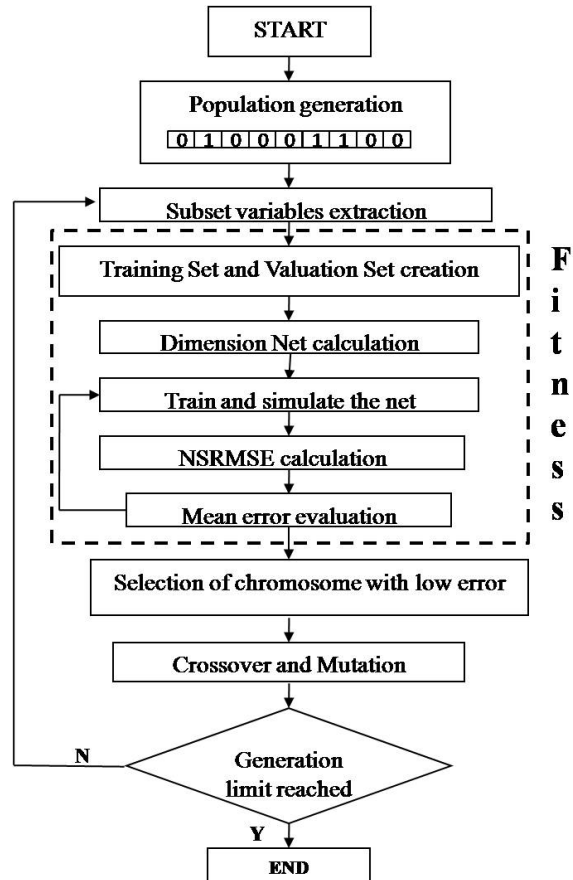 START
Population generation
0 1 0 0 0 1 1 0 0
Subset variables extraction
Training Set and Valuation Set creation
Dimension Net calculation
Train and simulate the net
NSRMSE calculation
Mean error evaluation
Fitness
Selection of chromosome with low error
Crossover and Mutation
N
Generation
limit reached
Y
END